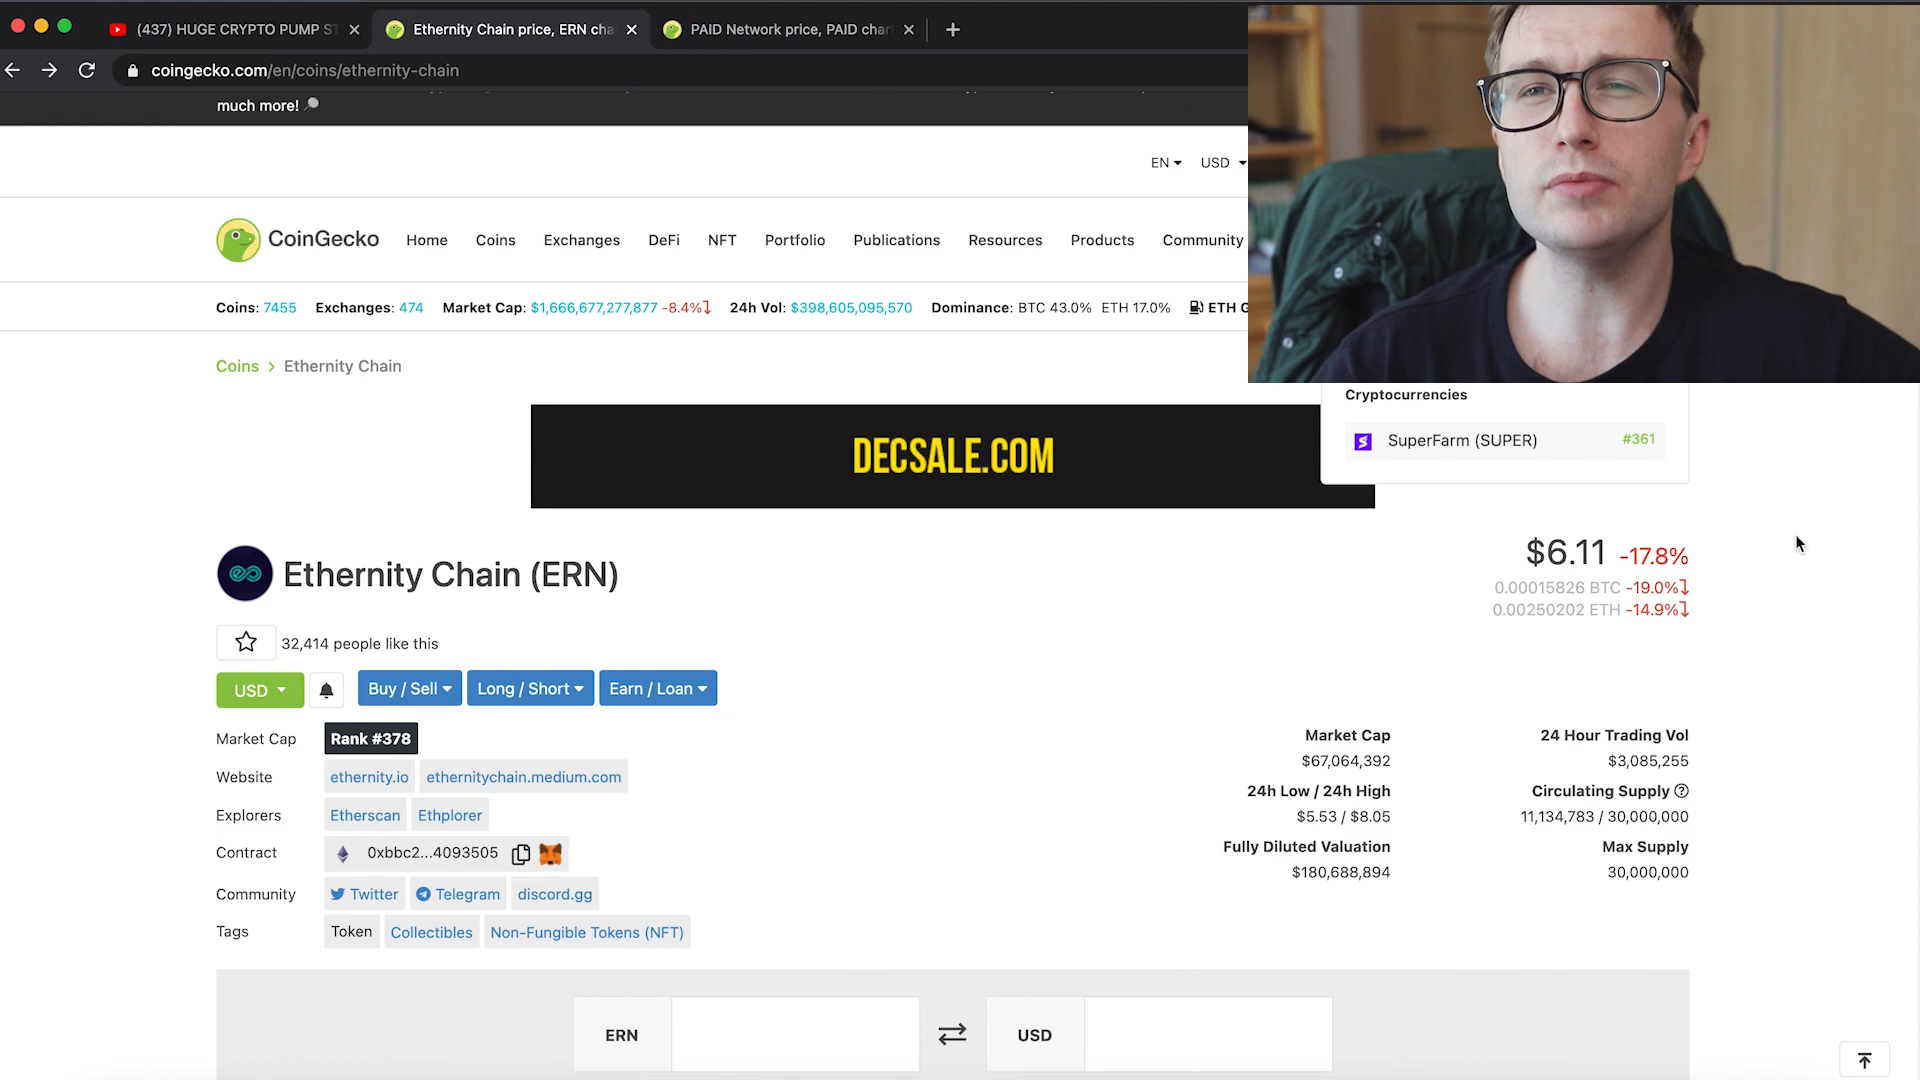 (437) HUGE CRYPTO PUMP ST
Ethernity Chain price, ERN cha
PAID Network price, PAID char
coingecko.com/en/coins/ethernity-chain
much more!
EN
USD
CoinGecko
Home
Coins
Exchanges
DeFi
NFT
Portfolio
Publications
Resources
Products
Community
Coins: 7455
Exchanges: 474
Market Cap: $1,666,677,277,877 -8.4%
24h Vol: $398,605,095,570
Dominance: BTC 43.0% ETH 17.0%
ETH G
Coins > Ethernity Chain
Cryptocurrencies
SuperFarm (SUPER) #361
DECSALE.COM
Ethernity Chain (ERN)
$6.11 -17.8%
0.00015826 BTC -19.0%
0.00250202 ETH -14.9%
32,414 people like this
USD
Buy / Sell
Long / Short
Earn / Loan
Market Cap Rank #378
Website ethernity.io ethernitychain.medium.com
Explorers Etherscan Ethplorer
Contract 0xbbc2...4093505
Community Twitter Telegram discord.gg
Tags Token Collectibles Non-Fungible Tokens (NFT)
Market Cap
$67,064,392
24 Hour Trading Vol
$3,085,255
24h Low / 24h High
$5.53 / $8.05
Circulating Supply
11,134,783 / 30,000,000
Fully Diluted Valuation
$180,688,894
Max Supply
30,000,000
ERN
USD